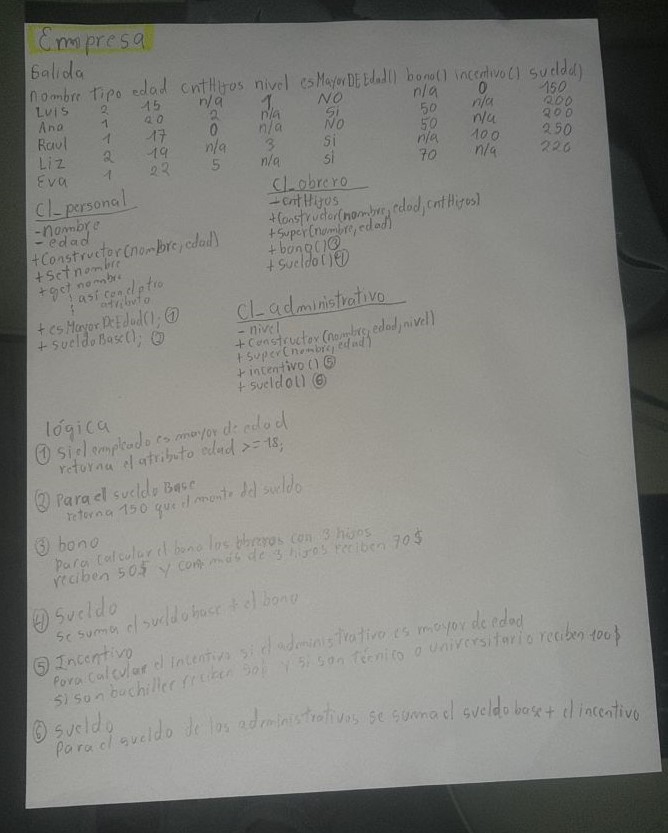 Empresa
Salida
nombre Tipo edad cntHijos nivel esMayorDEEdad() bono() incentivo() sueldo()
Luis 2 15 n/a 1 NO n/a 0 150
Ana 1 20 2 n/a Si 50 n/a 200
Raul 1 17 0 n/a NO 50 n/a 200
Liz 2 19 n/a 3 Si n/a 100 250
Eva 1 22 5 n/a si 70 n/a 220
Cl_personal
-nombre
-edad
+Constructor(nombre,edad)
+setnombre
+getnombre
así con el otro
atributo
+esMayorDeEdad(); ①
+sueldoBase(); ②
Cl_obrero
-cntHijos
+Constructor(nombre,edad,cntHijos)
+super(nombre,edad)
+bono()③
+sueldo()④
Cl_administrativo
-nivel
+Constructor(nombre,edad,nivel)
+super(nombre,edad)
+incentivo()⑤
+sueldo()⑥
lógica
① Si el empleado es mayor de edad
retorna el atributo edad >= 18;
② Para el sueldo Base
retorna 150 que el monto del sueldo
③ bono
para calcular el bono los obreros con 3 hijos
reciben 50$ y con más de 3 hijos reciben 70$
④ Sueldo
se suma el sueldo base + el bono
⑤ Incentivo
Para calcular el incentivo si el administrativo es mayor de edad
si son bachiller reciben 50$ y si son Técnico o universitario reciben 100$
⑥ sueldo
Para el sueldo de los administrativos se suma el sueldo base + el incentivo